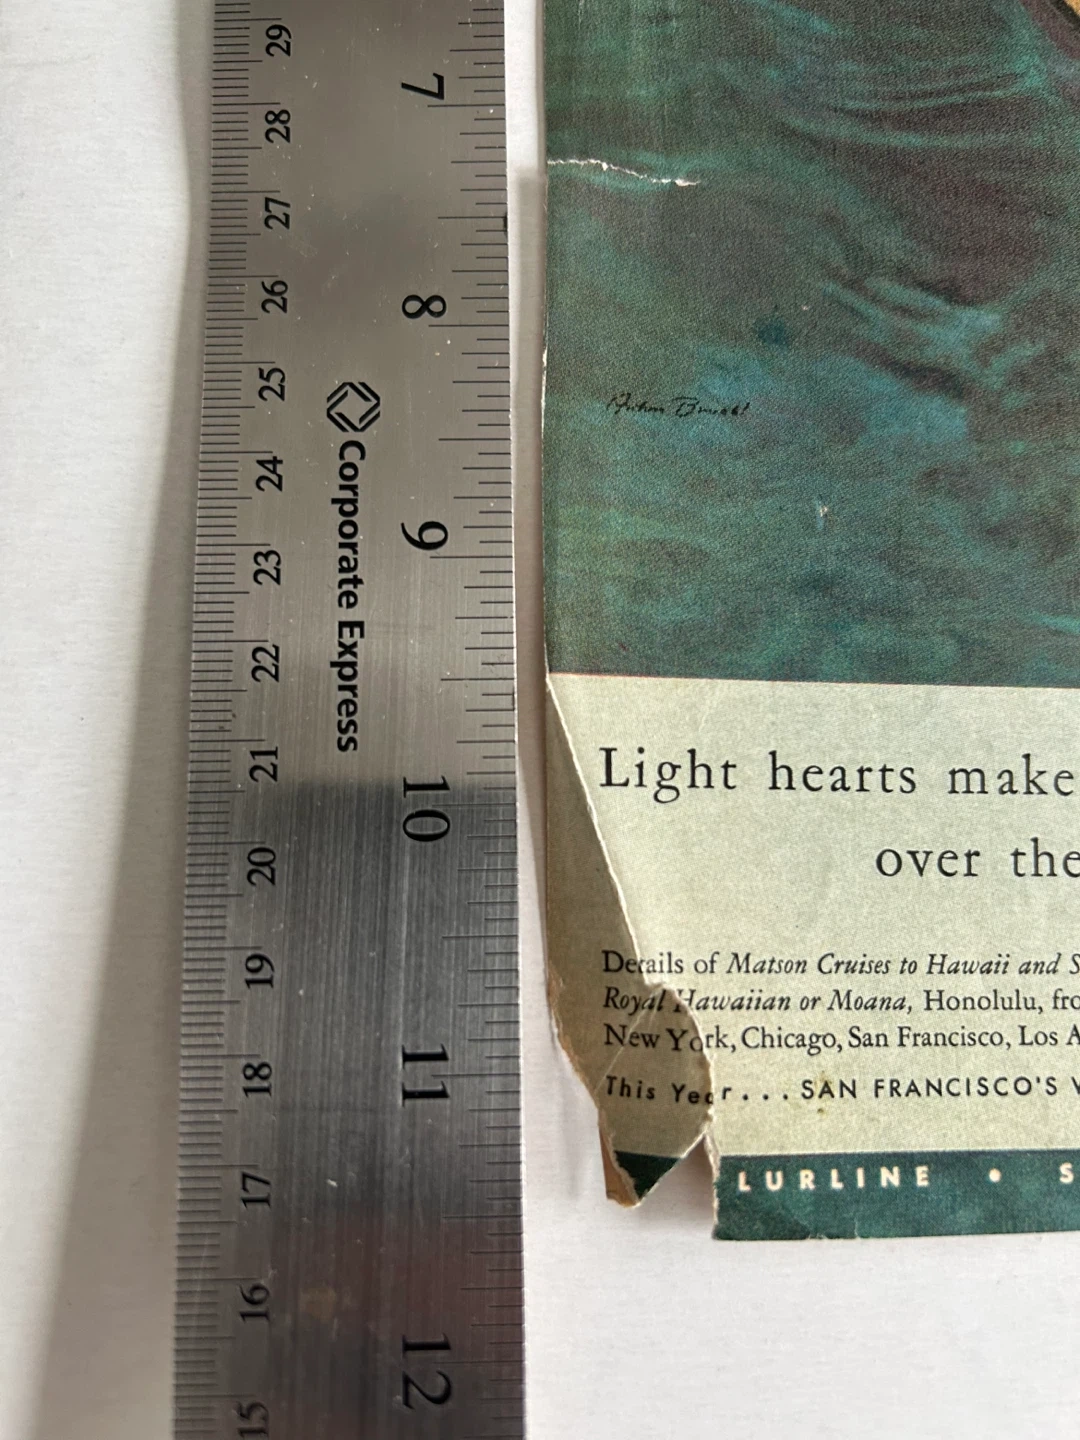 29
28
27
26
25
24
23
22
21
20
19
18
17
16
15
Corporate Express
7
8
9
10
11
12
Light hearts make
over the
Details of Matson Cruises to Hawaii and S
Royal Hawaiian or Moana, Honolulu, fro
New York, Chicago, San Francisco, Los A
This Year... SAN FRANCISCO'S
LURLINE • S